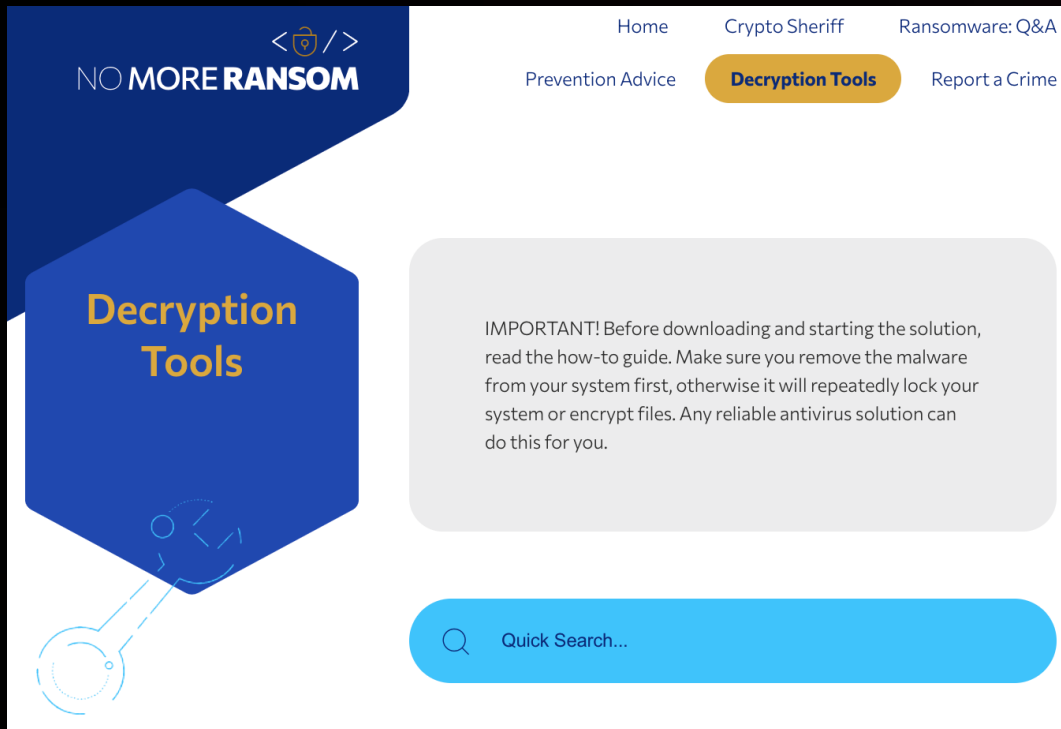 </>
NO MORE RANSOM
Home Crypto Sheriff Ransomware: Q&A
Prevention Advice Decryption Tools Report a Crime
Decryption
Tools
IMPORTANT! Before downloading and starting the solution,
read the how-to guide. Make sure you remove the malware
from your system first, otherwise it will repeatedly lock your
system or encrypt files. Any reliable antivirus solution can
do this for you.
Quick Search...